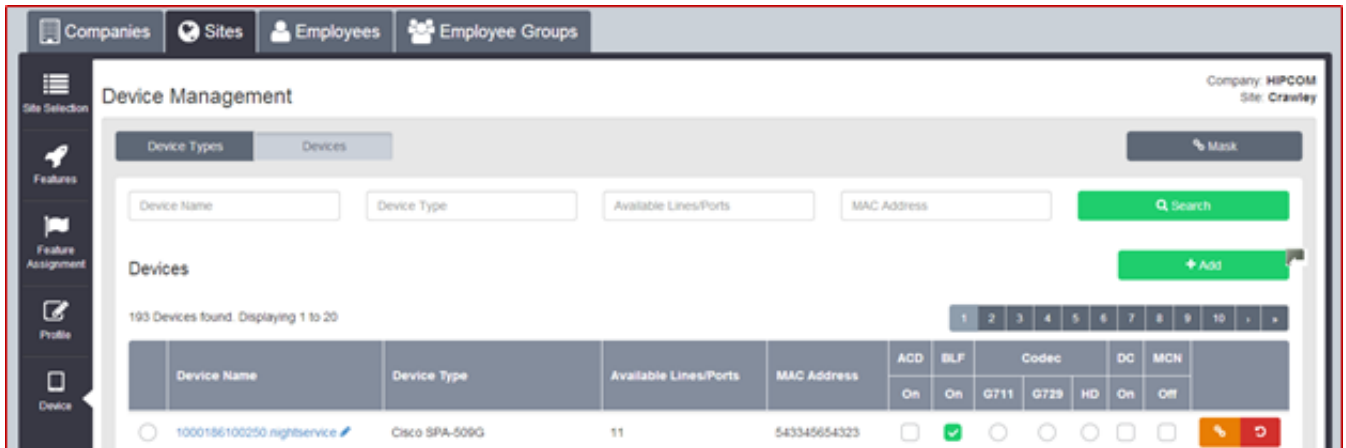 Companies Sites Employees Employee Groups
Site Selection
Features
Feature
Assignment
Profile
Device
Device Management
Company: HIPCOM
Site: Crawley
Device Types Devices Mask
Device Name Device Type Available Lines/Ports MAC Address Search
Devices
+ Add
193 Devices found. Displaying 1 to 20
1 2 3 4 5 6 7 8 9 10 › »
Device Name Device Type Available Lines/Ports MAC Address ACD BLF Codec DC MCN
On On G711 G729 HD On Off
1000186100250.nightservice Cisco SPA-509G 11 543345654323